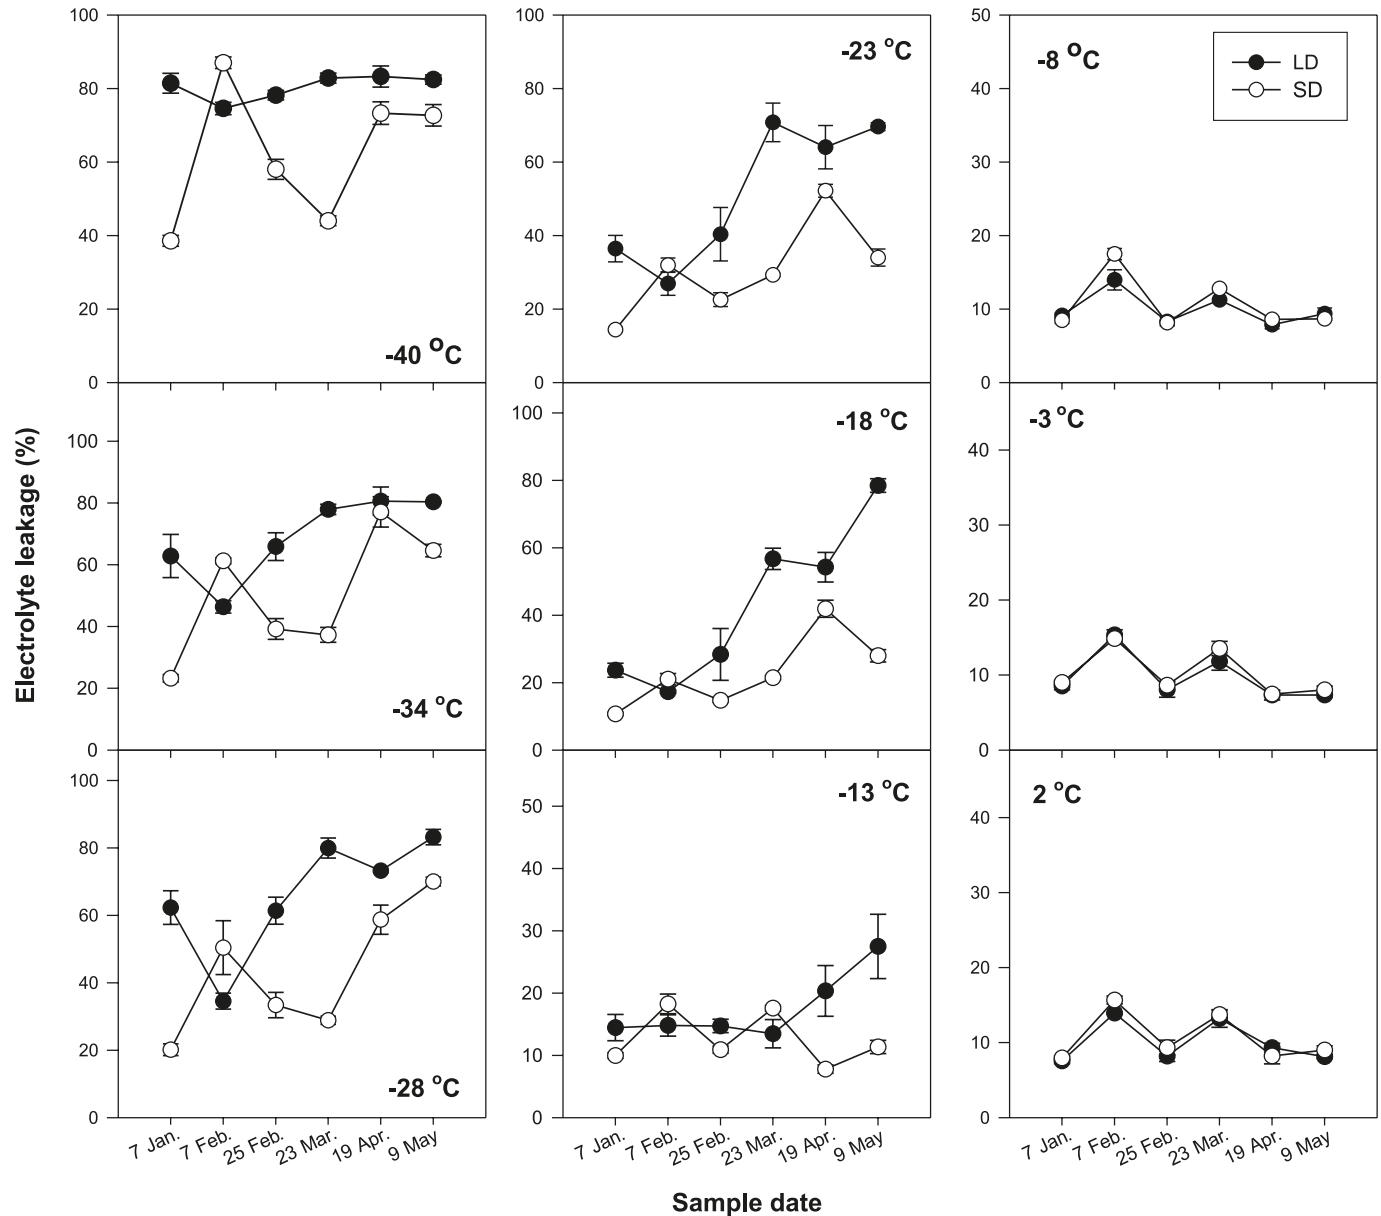 Electrolyte leakage (%)
100
80
60
40
20
0
-40 °C
100
80
60
40
20
0
-34 °C
100
80
60
40
20
0
-28 °C
7 Jan.
7 Feb.
25 Feb.
23 Mar.
19 Apr.
9 May
100
80
60
40
20
0
-23 °C
100
80
60
40
20
0
-18 °C
50
40
30
20
10
0
-13 °C
7 Jan.
7 Feb.
25 Feb.
23 Mar.
19 Apr.
9 May
50
40
30
20
10
0
-8 °C
LD
SD
40
30
20
10
0
-3 °C
40
30
20
10
0
2 °C
7 Jan.
7 Feb.
25 Feb.
23 Mar.
19 Apr.
9 May
Sample date